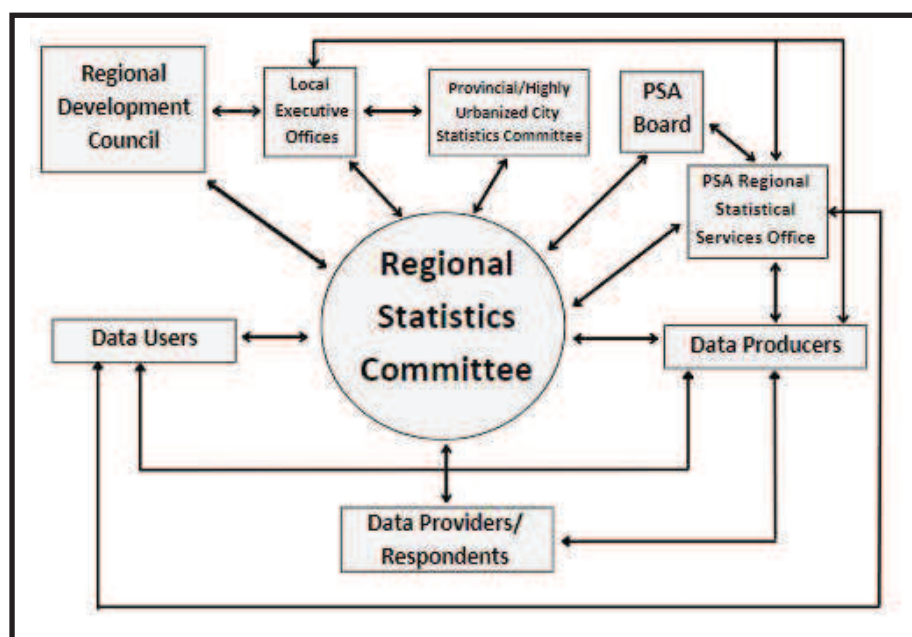 Regional
Development
Council
Local
Executive
Offices
Provincial/Highly
Urbanized City
Statistics Committee
PSA
Board
PSA Regional
Statistical
Services Office
Regional
Statistics
Committee
Data Users
Data Producers
Data Providers/
Respondents